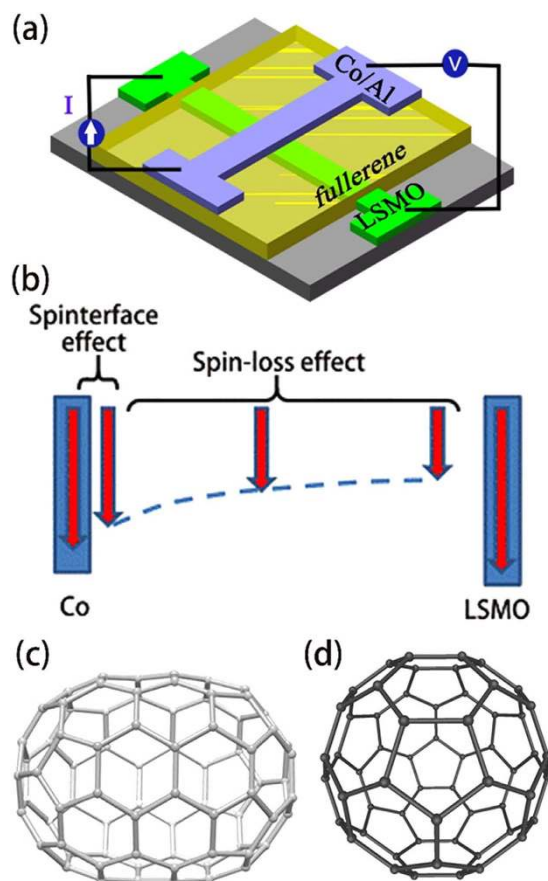 (a)
I
Co/Al
V
fullerene
LSMO
(b)
Spinterface
effect
Spin-loss effect
Co
LSMO
(c)
(d)